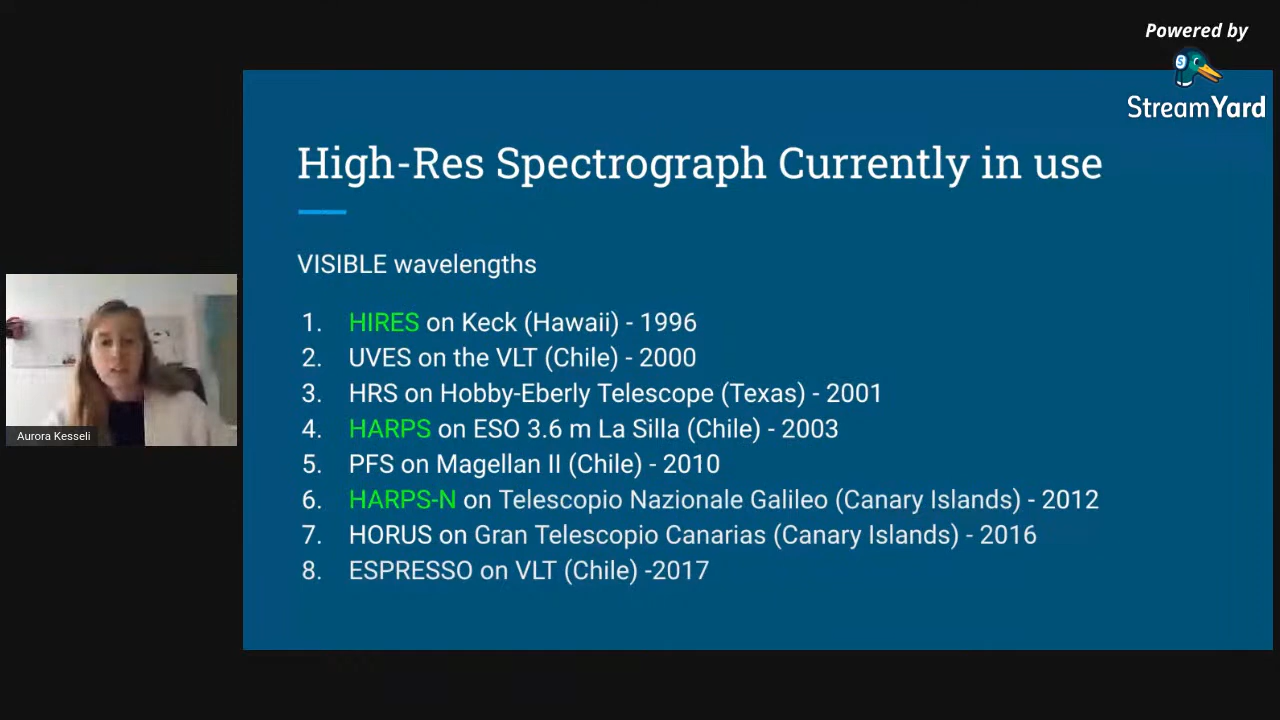 Powered by
StreamYard
High-Res Spectrograph Currently in use
VISIBLE wavelengths
1. HIRES on Keck (Hawaii) - 1996
2. UVES on the VLT (Chile) - 2000
3. HRS on Hobby-Eberly Telescope (Texas) - 2001
4. HARPS on ESO 3.6 m La Silla (Chile) - 2003
5. PFS on Magellan II (Chile) - 2010
6. HARPS-N on Telescopio Nazionale Galileo (Canary Islands) - 2012
7. HORUS on Gran Telescopio Canarias (Canary Islands) - 2016
8. ESPRESSO on VLT (Chile) -2017
Aurora Kesseli